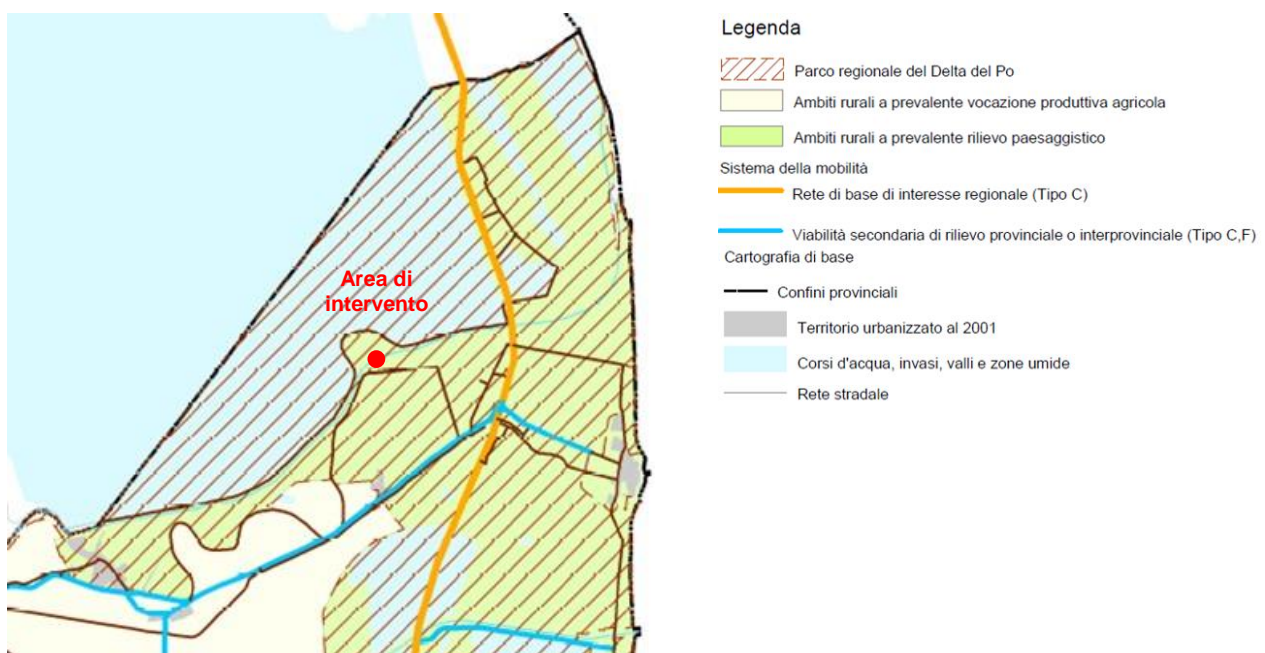 Area di
intervento
Legenda
Parco regionale del Delta del Po
Ambiti rurali a prevalente vocazione produttiva agricola
Ambiti rurali a prevalente rilievo paesaggistico
Sistema della mobilità
Rete di base di interesse regionale (Tipo C)
Viabilità secondaria di rilievo provinciale o interprovinciale (Tipo C,F)
Cartografia di base
Confini provinciali
Territorio urbanizzato al 2001
Corsi d'acqua, invasi, valli e zone umide
Rete stradale